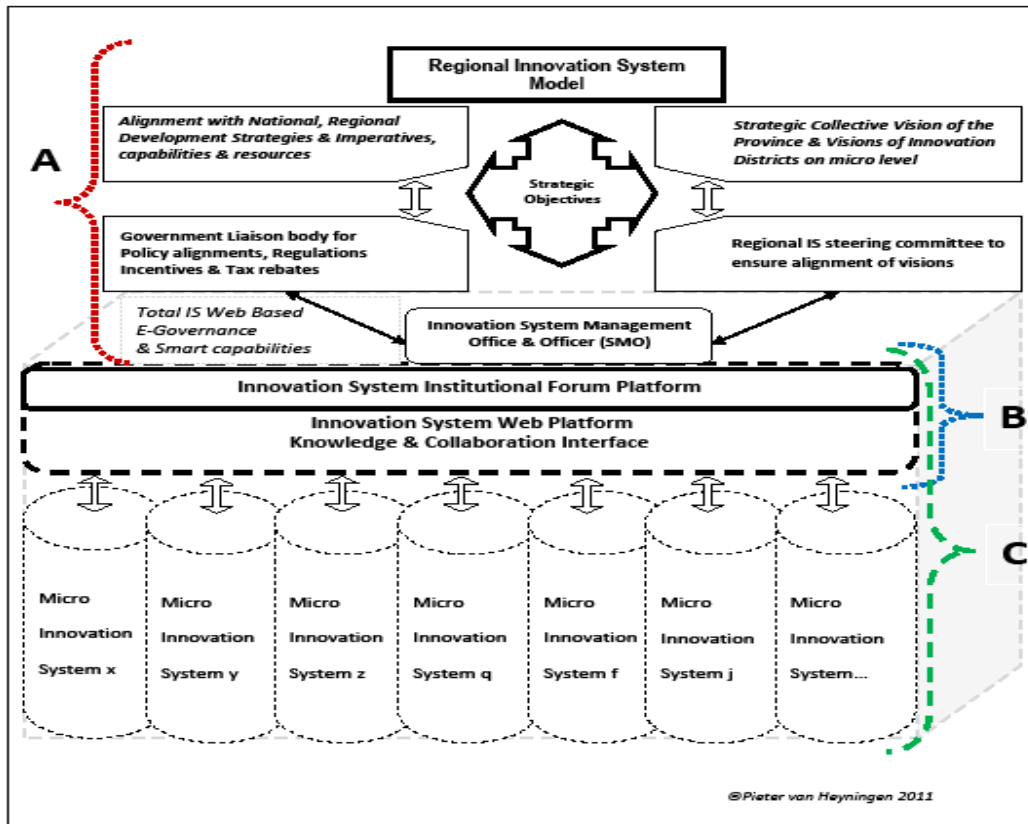 Regional Innovation System
Model
Alignment with National, Regional
Development Strategies & Imperatives,
capabilities & resources
Strategic Collective Vision of the
Province & Visions of Innovation
Districts on micro level
A
Strategic
Objectives
Government Liaison body for
Policy alignments, Regulations
Incentives & Tax rebates
Regional IS steering committee to
ensure alignment of visions
Total IS Web Based
E-Governance
& Smart capabilities
Innovation System Management
Office & Officer (SMO)
Innovation System Institutional Forum Platform
B
Innovation System Web Platform
Knowledge & Collaboration Interface
C
Micro
Innovation
System x
Micro
Innovation
System y
Micro
Innovation
System z
Micro
Innovation
System q
Micro
Innovation
System f
Micro
Innovation
System j
Micro
Innovation
System...
©Pieter van Heyningen 2011